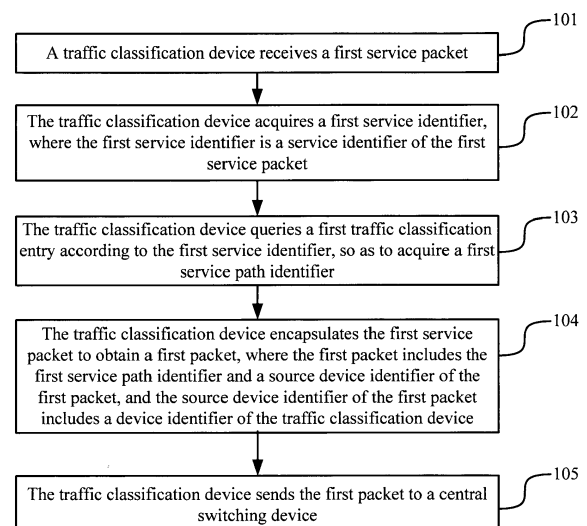 101
A traffic classification device receives a first service packet
102
The traffic classification device acquires a first service identifier,
where the first service identifier is a service identifier of the first
service packet
103
The traffic classification device queries a first traffic classification
entry according to the first service identifier, so as to acquire a first
service path identifier
104
The traffic classification device encapsulates the first service
packet to obtain a first packet, where the first packet includes the
first service path identifier and a source device identifier of the
first packet, and the source device identifier of the first packet
includes a device identifier of the traffic classification device
105
The traffic classification device sends the first packet to a central
switching device